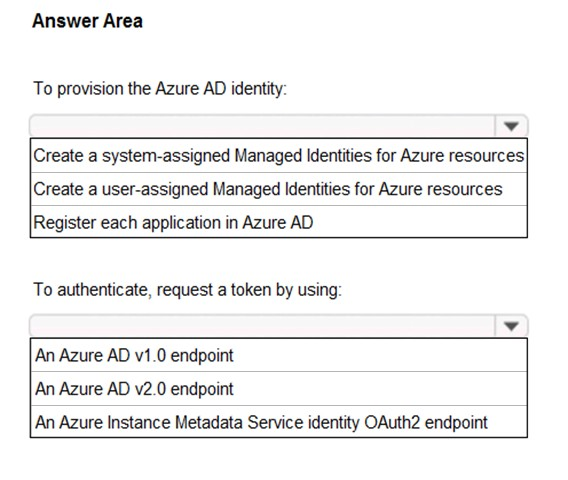 Answer Area
To provision the Azure AD identity:
Create a system-assigned Managed Identities for Azure resources
Create a user-assigned Managed Identities for Azure resources
Register each application in Azure AD
To authenticate, request a token by using:
An Azure AD v1.0 endpoint
An Azure AD v2.0 endpoint
An Azure Instance Metadata Service identity OAuth2 endpoint